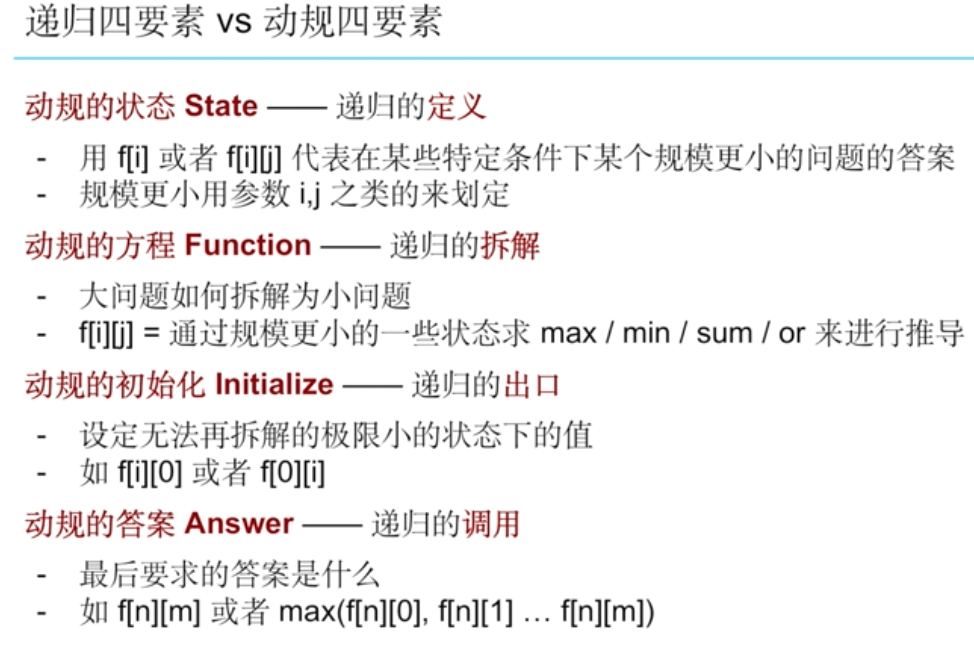 递归四要素 vs 动规四要素
动规的状态 State —— 递归的定义
- 用 f[i] 或者 f[i][j] 代表在某些特定条件下某个规模更小的问题的答案
- 规模更小用参数 i,j 之类的来划定
动规的方程 Function —— 递归的拆解
- 大问题如何拆解为小问题
- f[i][j] = 通过规模更小的一些状态求 max / min / sum / or 来进行推导
动规的初始化 Initialize —— 递归的出口
- 设定无法再拆解的极限小的状态下的值
- 如 f[i][0] 或者 f[0][i]
动规的答案 Answer —— 递归的调用
- 最后要求的答案是什么
- 如 f[n][m] 或者 max(f[n][0], f[n][1] … f[n][m])